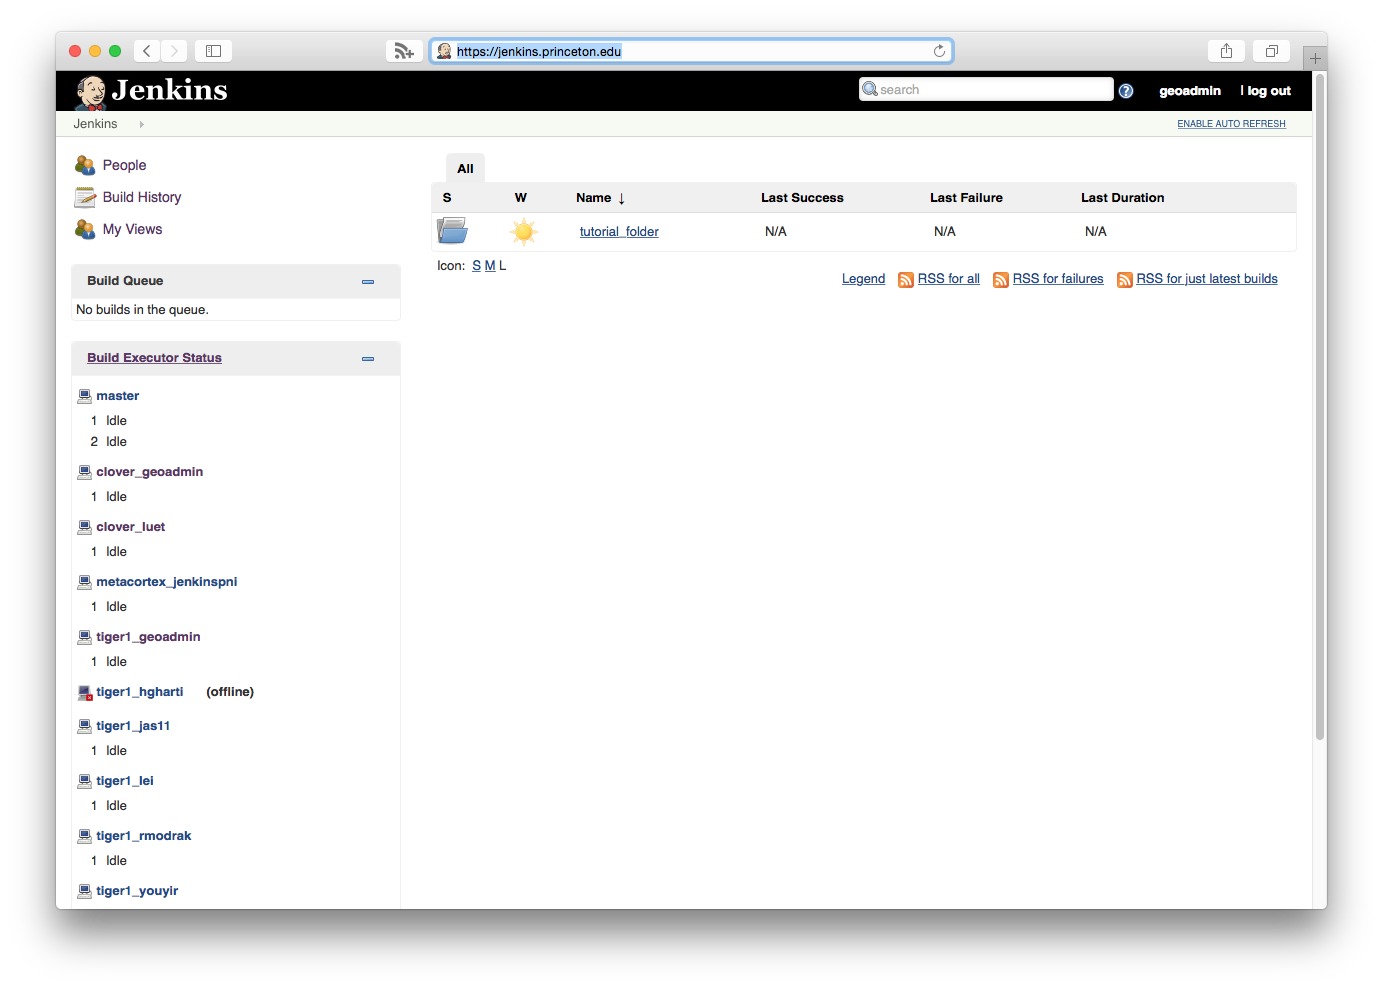 https://jenkins.princeton.edu
Jenkins
search
geoadmin | log out
Jenkins
ENABLE AUTO REFRESH
People
Build History
My Views
Build Queue
No builds in the queue.
Build Executor Status
master
1 Idle
2 Idle
clover_geoadmin
1 Idle
clover_luet
1 Idle
metacortex_jenkinspni
1 Idle
tiger1_geoadmin
1 Idle
tiger1_hgharti (offline)
tiger1_jas11
1 Idle
tiger1_lei
1 Idle
tiger1_rmodrak
1 Idle
tiger1_youyir
All
S W Name ↓ Last Success Last Failure Last Duration
tutorial_folder N/A N/A N/A
Icon: S M L
Legend RSS for all RSS for failures RSS for just latest builds